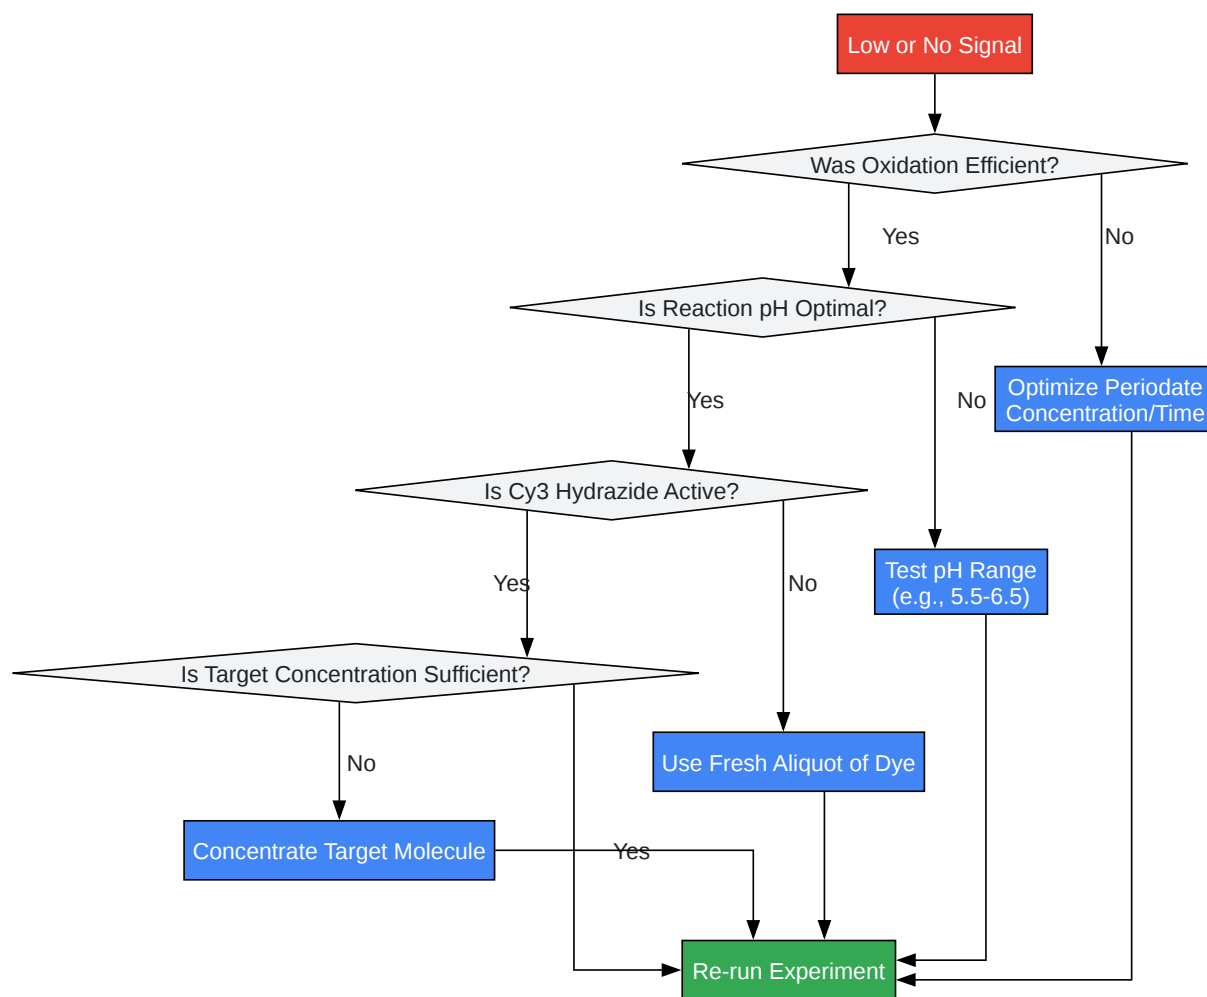 Low or No Signal
Was Oxidation Efficient?
Yes
No
Is Reaction pH Optimal?
Optimize Periodate
Concentration/Time
Yes
No
Is Cy3 Hydrazide Active?
Test pH Range
(e.g., 5.5-6.5)
Yes
No
Is Target Concentration Sufficient?
No
Use Fresh Aliquot of Dye
Concentrate Target Molecule
Yes
Re-run Experiment